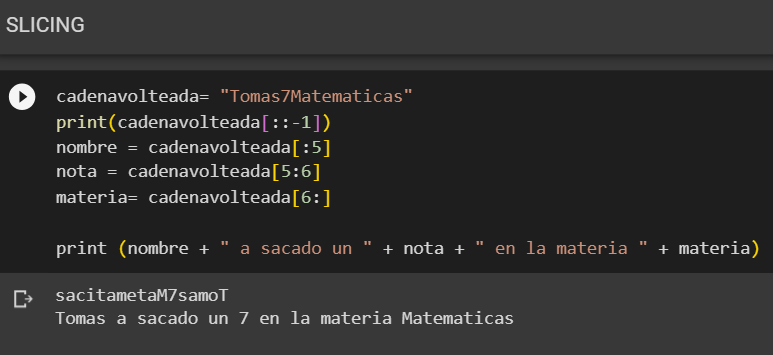 SLICING
cadenavolteada= "Tomas7Matematicas"
print(cadenavolteada[::-1])
nombre = cadenavolteada[:5]
nota = cadenavolteada[5:6]
materia= cadenavolteada[6:]
print (nombre + " a sacado un " + nota + " en la materia " + materia)
sacitametaM7samoT
Tomas a sacado un 7 en la materia Matematicas